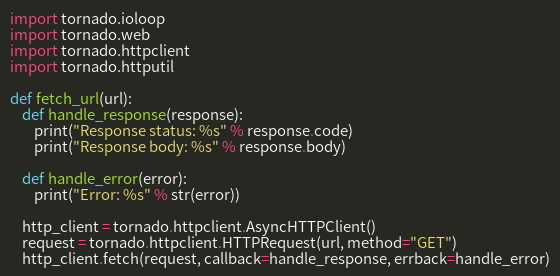 import tornado.ioloop
import tornado.web
import tornado.httpclient
import tornado.httputil

def fetch_url(url):
    def handle_response(response):
        print("Response status: %s" % response.code)
        print("Response body: %s" % response.body)

    def handle_error(error):
        print("Error: %s" % str(error))

    http_client = tornado.httpclient.AsyncHTTPClient()
    request = tornado.httpclient.HTTPRequest(url, method="GET")
    http_client.fetch(request, callback=handle_response, errback=handle_error)